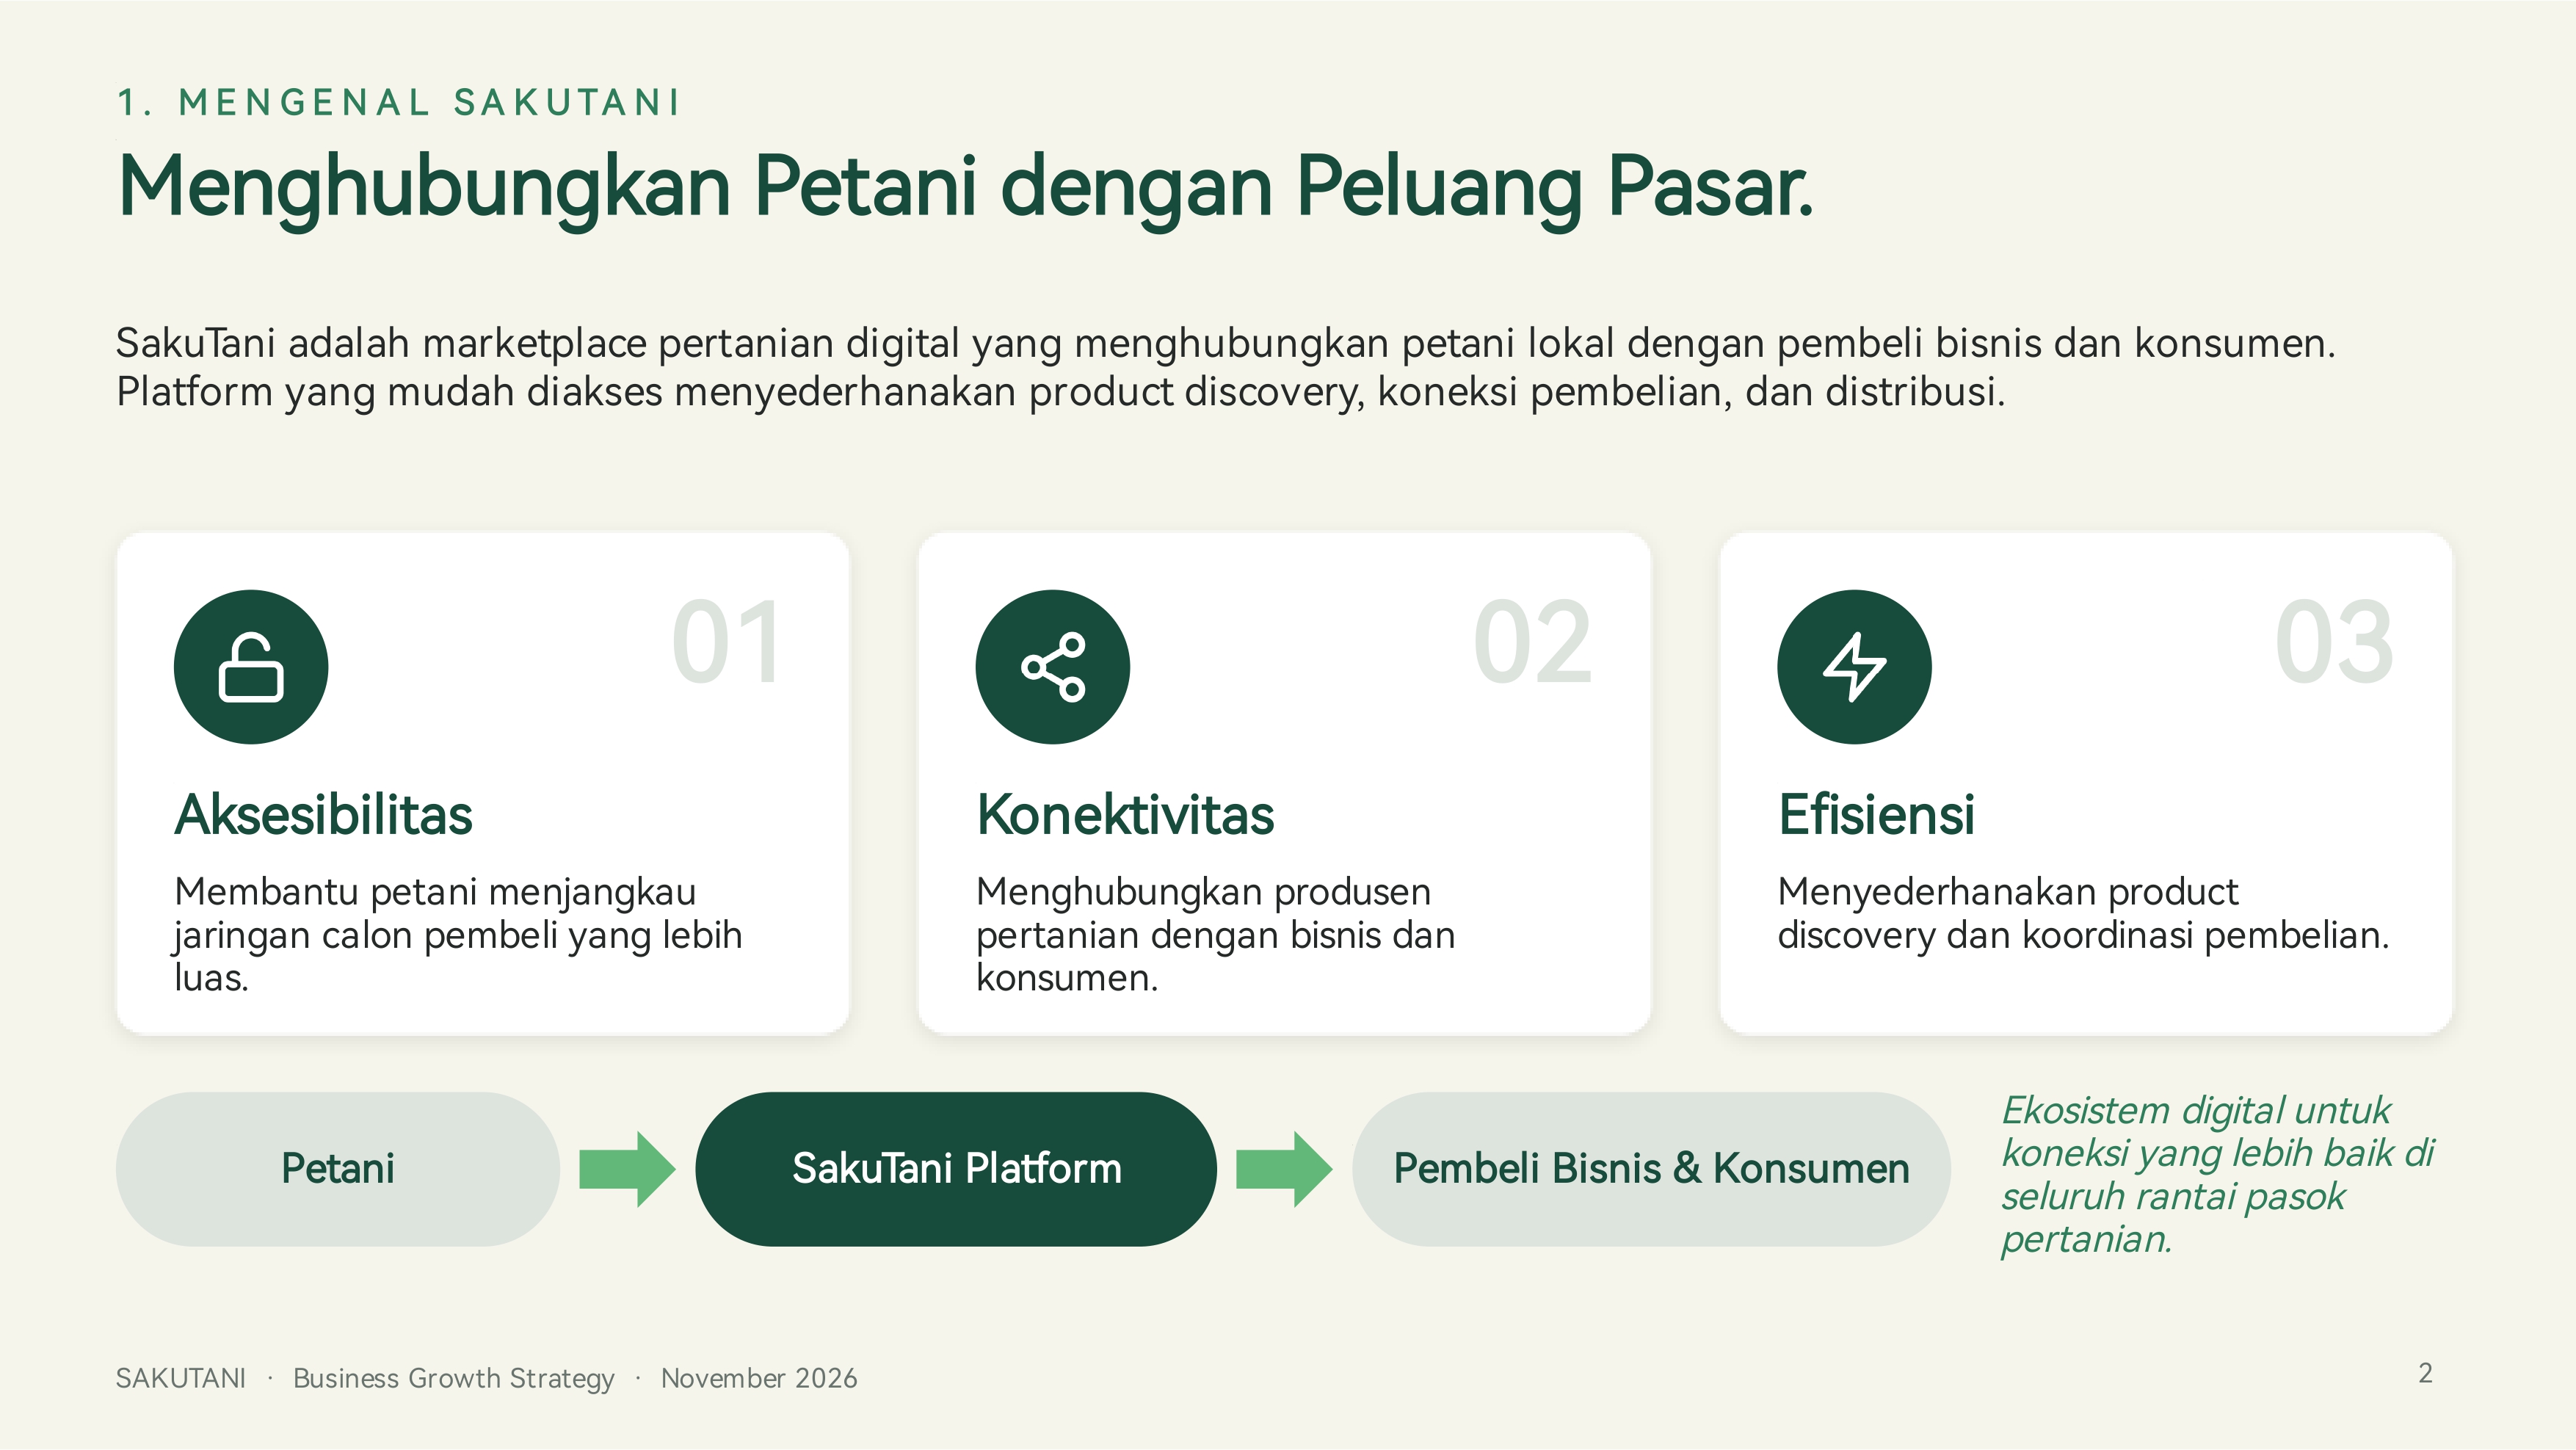 1. MENGENAL SAKUTANI
Menghubungkan Petani dengan Peluang Pasar.
SakuTani adalah marketplace pertanian digital yang menghubungkan petani lokal dengan pembeli bisnis dan konsumen.
Platform yang mudah diakses menyederhanakan product discovery, koneksi pembelian, dan distribusi.
01
Aksesibilitas
Membantu petani menjangkau
jaringan calon pembeli yang lebih
luas.
02
Konektivitas
Menghubungkan produsen
pertanian dengan bisnis dan
konsumen.
03
Efisiensi
Menyederhanakan product
discovery dan koordinasi pembelian.
Petani
SakuTani Platform
Pembeli Bisnis & Konsumen
Ekosistem digital untuk
koneksi yang lebih baik di
seluruh rantai pasok
pertanian.
SAKUTANI · Business Growth Strategy · November 2026
2